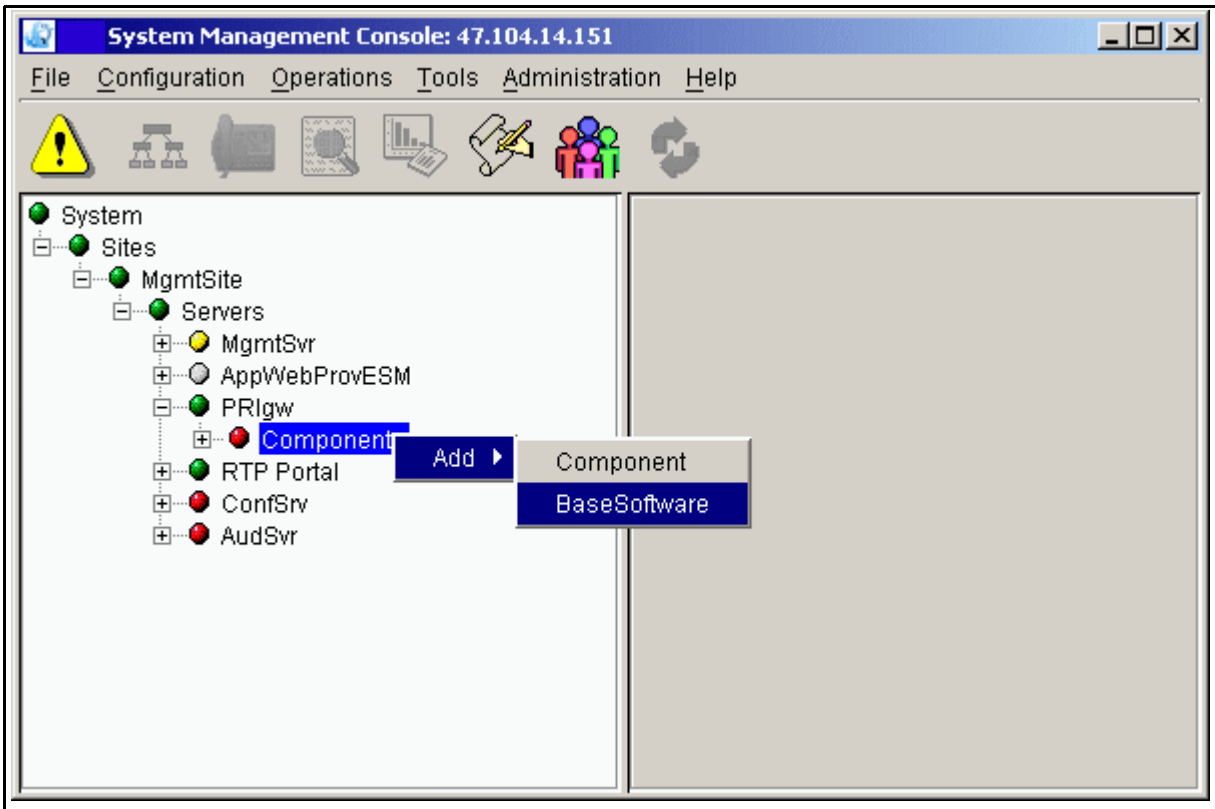 System Management Console: 47.104.14.151
File Configuration Operations Tools Administration Help
System
Sites
MgmtSite
Servers
MgmtSvr
AppWebProvESM
PRIgw
Component
Add
Component
BaseSoftware
RTP Portal
ConfSrv
AudSvr